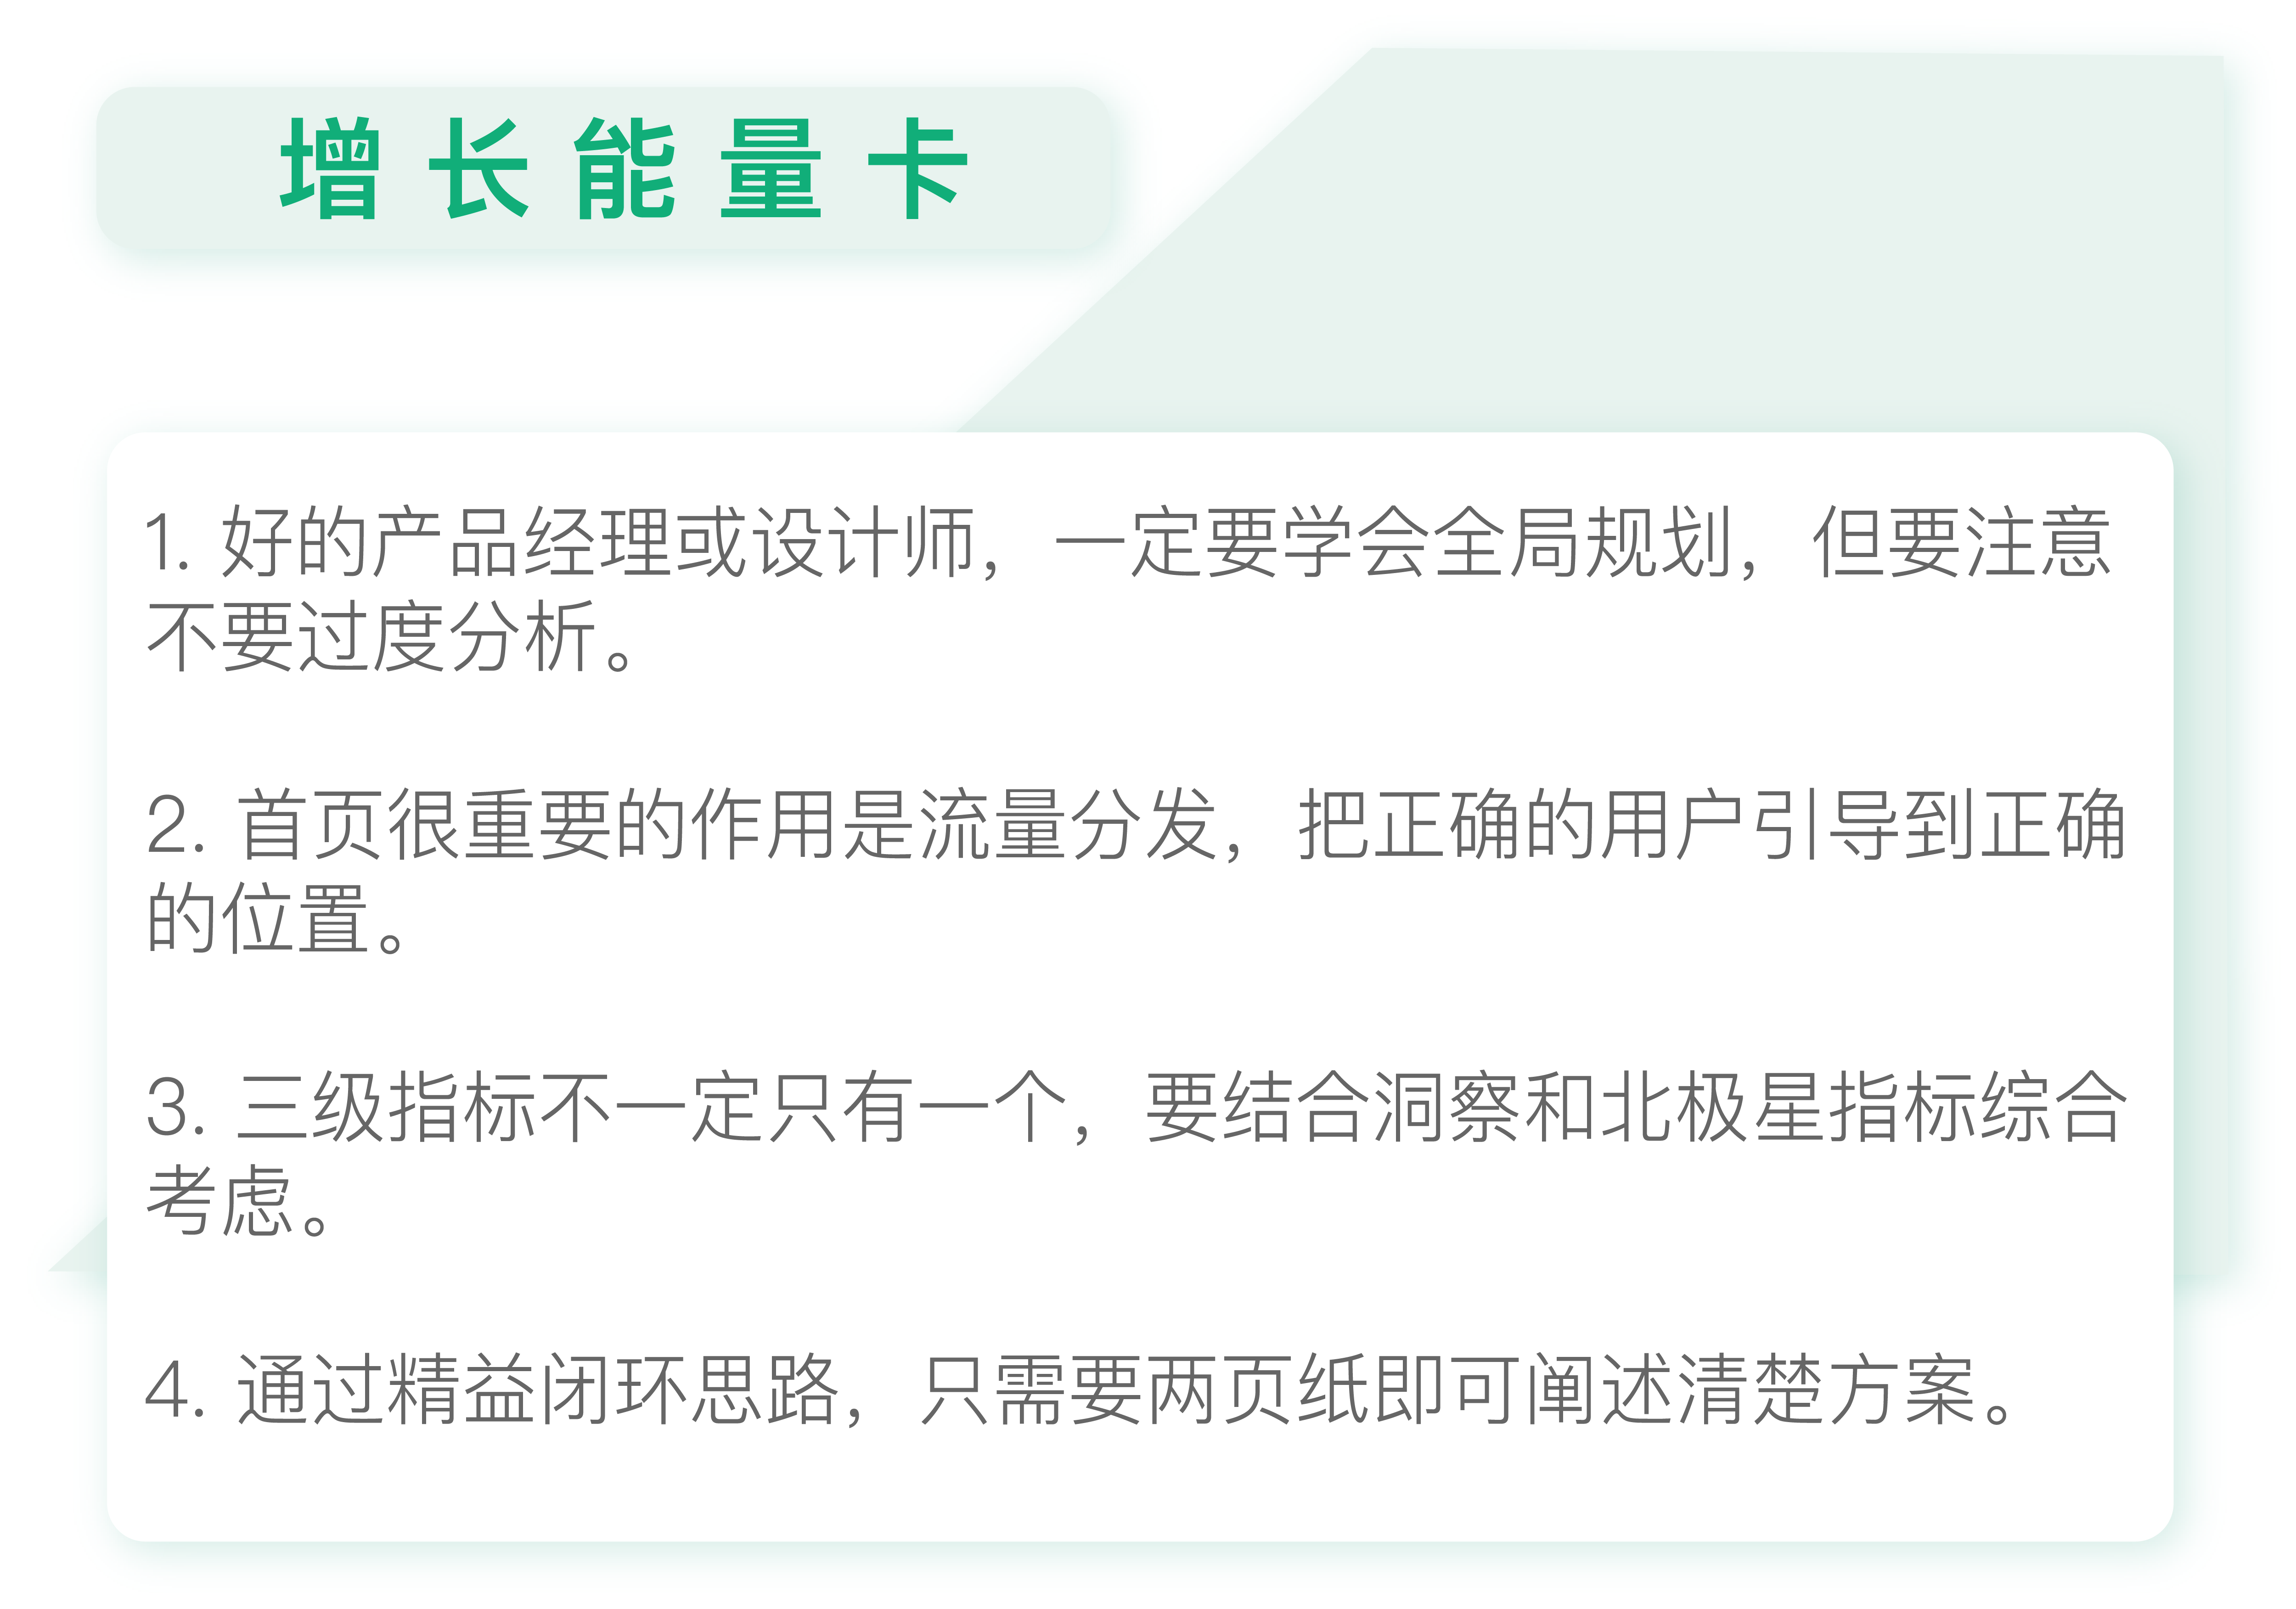 增长能量卡
1. 好的产品经理或设计师，一定要学会全局规划，但要注意
不要过度分析。
2. 首页很重要的作用是流量分发，把正确的用户引导到正确
的位置。
3. 三级指标不一定只有一个，要结合洞察和北极星指标综合
考虑。
4. 通过精益闭环思路，只需要两页纸即可阐述清楚方案。